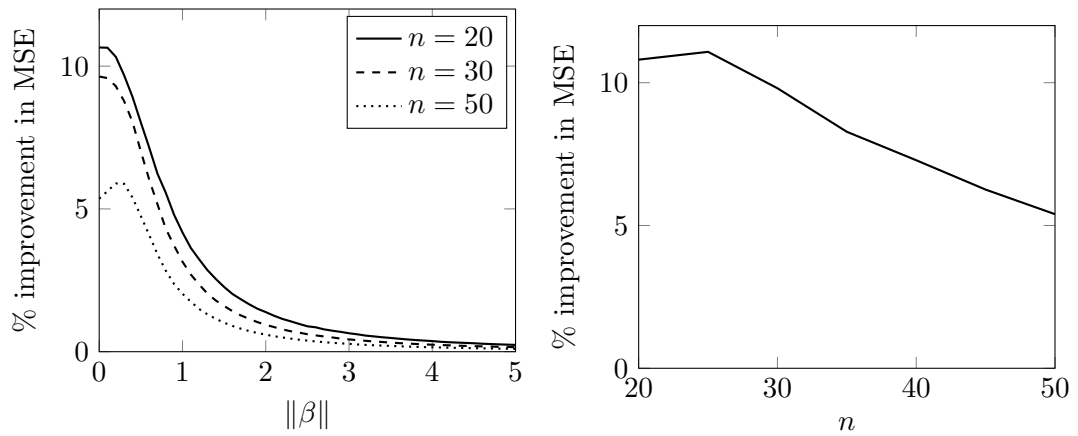 % improvement in MSE
10
5
0
0 1 2 3 4 5
‖β‖
n = 20
n = 30
n = 50
% improvement in MSE
10
5
0
20 30 40 50
n